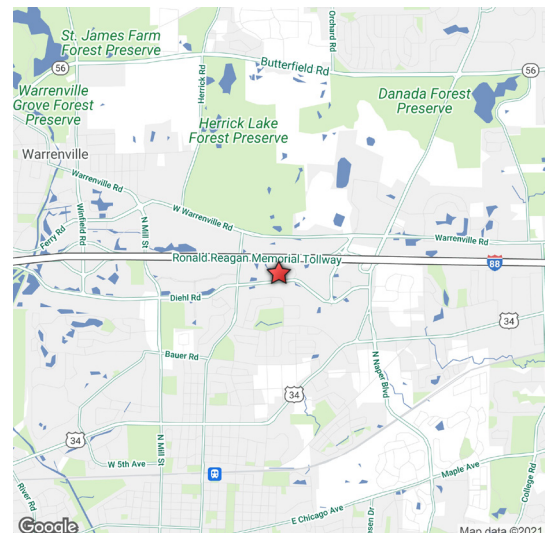 St. James Farm
Forest Preserve
Orchard Rd
56
Butterfield Rd
56
Herrick Rd
Warrenville
Grove Forest
Preserve
Danada Forest
Preserve
Herrick Lake
Forest Preserve
Warrenville
Warrenville Rd
Winfield Rd
N Mill St
W Warrenville Rd
Ferry Rd
Warrenville Rd
Ronald Reagan Memorial Tollway
88
Diehl Rd
34
Bauer Rd
N Naper Blvd
34
34
N Mill St
W 5th Ave
Maple Ave
River Rd
College Rd
E Chicago Ave
sen Dr
Google
Map data ©2021